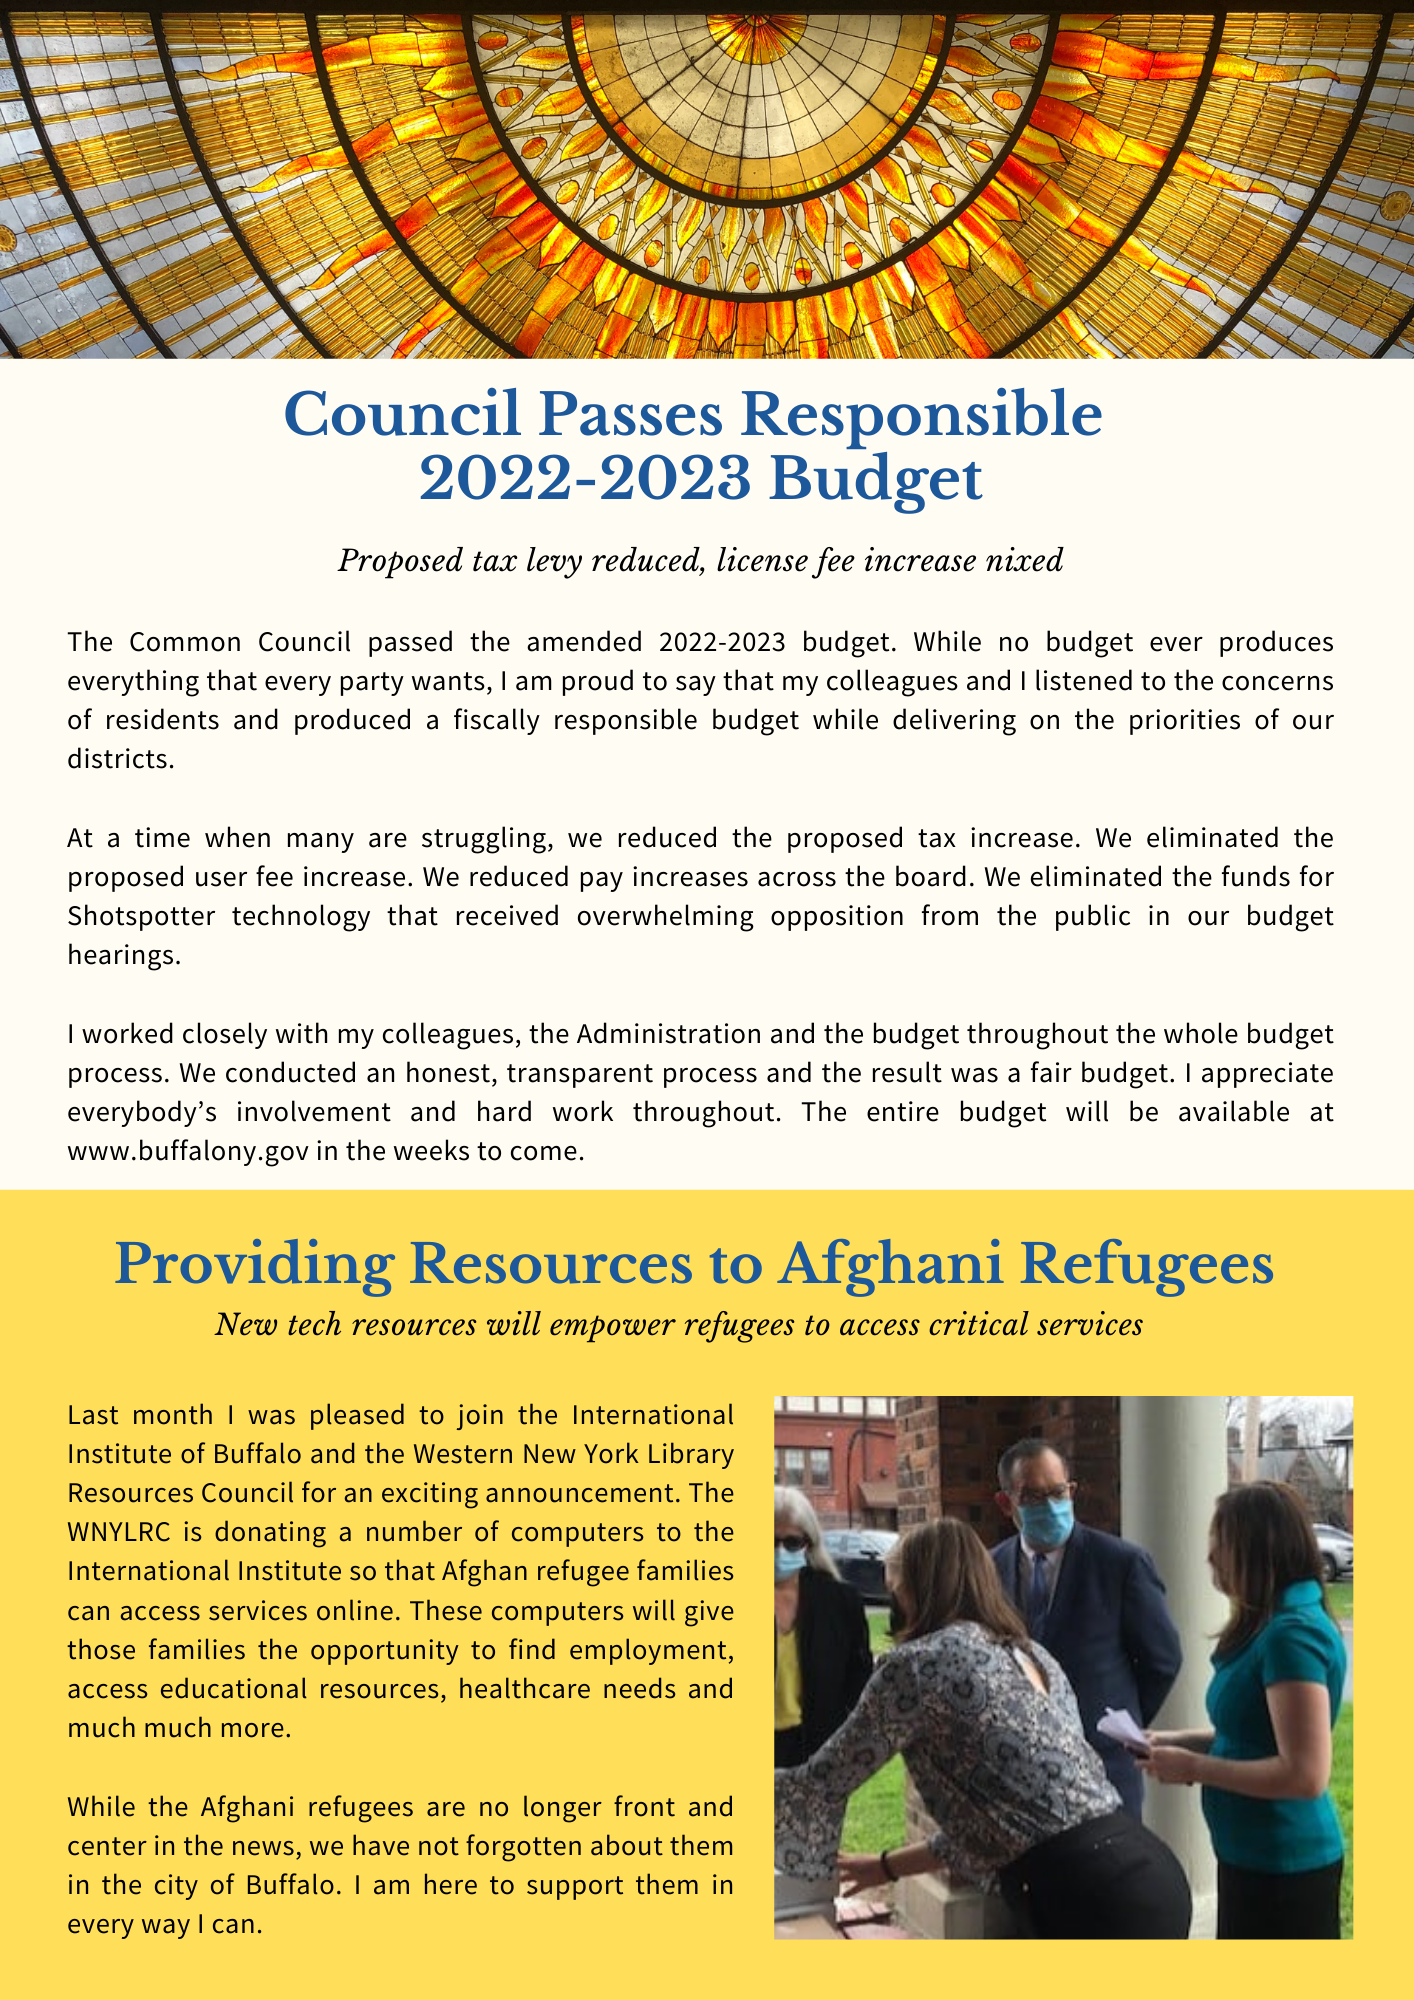 Council Passes Responsible
2022-2023 Budget
Proposed tax levy reduced, license fee increase nixed
The Common Council passed the amended 2022-2023 budget. While no budget ever produces
everything that every party wants, I am proud to say that my colleagues and I listened to the concerns
of residents and produced a fiscally responsible budget while delivering on the priorities of our
districts.
At a time when many are struggling, we reduced the proposed tax increase. We eliminated the
proposed user fee increase. We reduced pay increases across the board. We eliminated the funds for
Shotspotter technology that received overwhelming opposition from the public in our budget
hearings.
I worked closely with my colleagues, the Administration and the budget throughout the whole budget
process. We conducted an honest, transparent process and the result was a fair budget. I appreciate
everybody’s involvement and hard work throughout. The entire budget will be available at
www.buffalony.gov in the weeks to come.
Providing Resources to Afghani Refugees
New tech resources will empower refugees to access critical services
Last month I was pleased to join the International
Institute of Buffalo and the Western New York Library
Resources Council for an exciting announcement. The
WNYLRC is donating a number of computers to the
International Institute so that Afghan refugee families
can access services online. These computers will give
those families the opportunity to find employment,
access educational resources, healthcare needs and
much much more.
While the Afghani refugees are no longer front and
center in the news, we have not forgotten about them
in the city of Buffalo. I am here to support them in
every way I can.